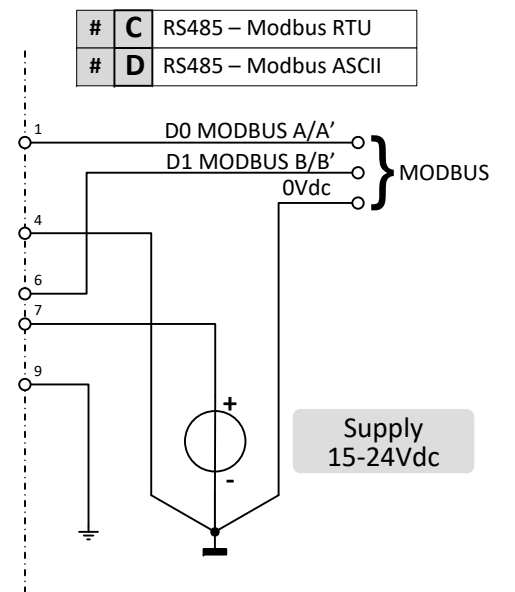 # C RS485 – Modbus RTU
# D RS485 – Modbus ASCII
1
D0 MODBUS A/A’
D1 MODBUS B/B’
0Vdc
MODBUS
4
6
7
9
+
-
Supply
15-24Vdc